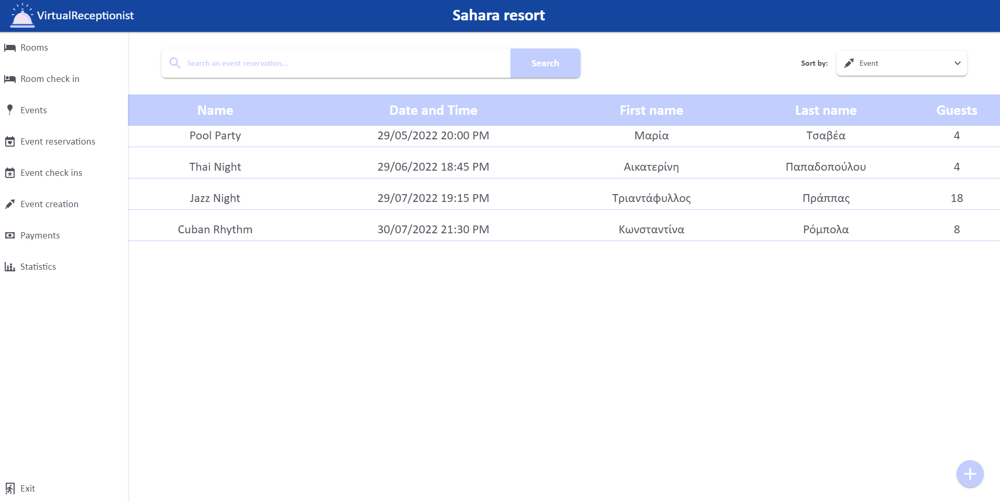 VirtualReceptionist
Sahara resort
Rooms
Room check in
Events
Event reservations
Event check ins
Event creation
Payments
Statistics
Exit
Search an event reservation...
Search
Sort by:
Event
Name Date and Time First name Last name Guests
Pool Party 29/05/2022 20:00 PM Μαρία Τσαβέα 4
Thai Night 29/06/2022 18:45 PM Αικατερίνη Παπαδοπούλου 4
Jazz Night 29/07/2022 19:15 PM Τριαντάφυλλος Πράππας 18
Cuban Rhythm 30/07/2022 21:30 PM Κωνσταντίνα Ρόμπολα 8